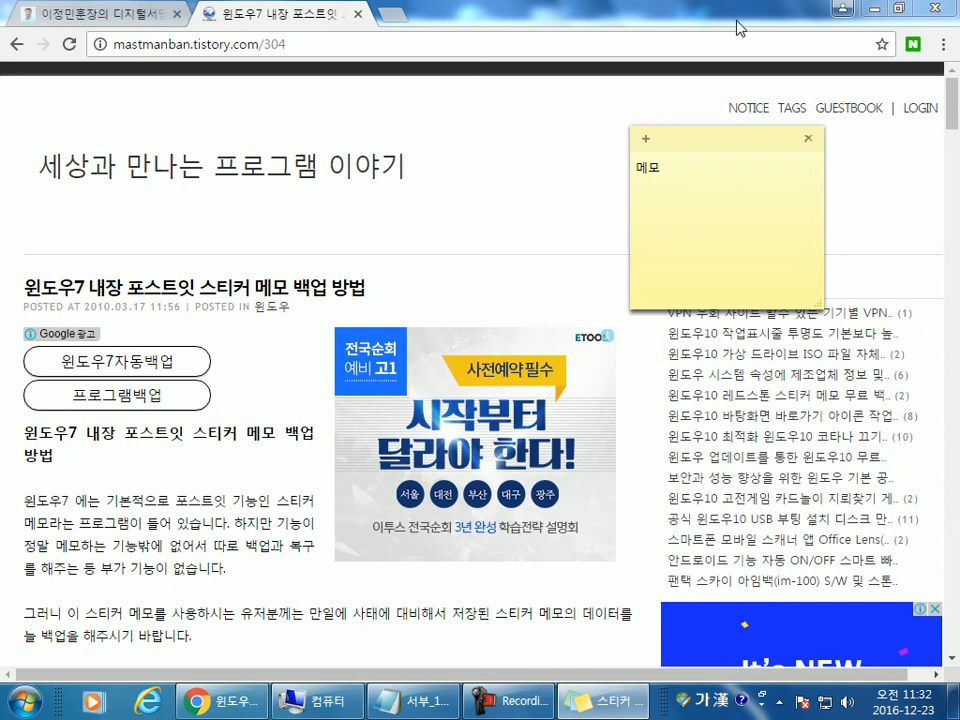 이정민훈장의 디지털서당
윈도우7 내장 포스트잇
mastmanban.tistory.com/304
NOTICE TAGS GUESTBOOK | LOGIN
세상과 만나는 프로그램 이야기
메모
윈도우7 내장 포스트잇 스티커 메모 백업 방법
POSTED AT 2010.03.17 11:56 | POSTED IN 윈도우
Google 광고
윈도우7자동백업
프로그램백업
윈도우7 내장 포스트잇 스티커 메모 백업
방법
윈도우7 에는 기본적으로 포스트잇 기능인 스티커
메모라는 프로그램이 들어 있습니다. 하지만 기능이
정말 메모하는 기능밖에 없어서 따로 백업과 복구
를 해주는 등 부가 기능이 없습니다.
그러니 이 스티커 메모를 사용하시는 유저분께는 만일에 사태에 대비해서 저장된 스티커 메모의 데이터를
늘 백업을 해주시기 바랍니다.
전국순회
예비 고1
ETOOS
사전예약 필수
시작부터
달라야 한다!
서울 대전 부산 대구 광주
이투스 전국순회 3년 완성 학습전략 설명회
VPN 우회 사이트 할수 있는 기기별 VPN.. (1)
윈도우10 작업표시줄 투명도 기본보다 높..
윈도우10 가상 드라이브 ISO 파일 자체.. (2)
윈도우 시스템 속성에 제조업체 정보 및.. (6)
윈도우10 레드스톤 스티커 메모 무료 백.. (2)
윈도우10 바탕화면 바로가기 아이콘 작업.. (8)
윈도우10 최적화 윈도우10 코타나 끄기.. (10)
윈도우 업데이트를 통한 윈도우10 무료..
보안과 성능 향상을 위한 윈도우 기본 공..
윈도우10 고전게임 카드놀이 지뢰찾기 게.. (2)
공식 윈도우10 USB 부팅 설치 디스크 만.. (11)
스마트폰 모바일 스캐너 앱 Office Lens(.. (2)
안드로이드 기능 자동 ON/OFF 스마트 빠..
팬택 스카이 아임백(im-100) S/W 및 스톤..
It's NEW
윈도우...
컴퓨터
서부_1...
Recordi...
스티커 ...
가 漢
오전 11:32
2016-12-23